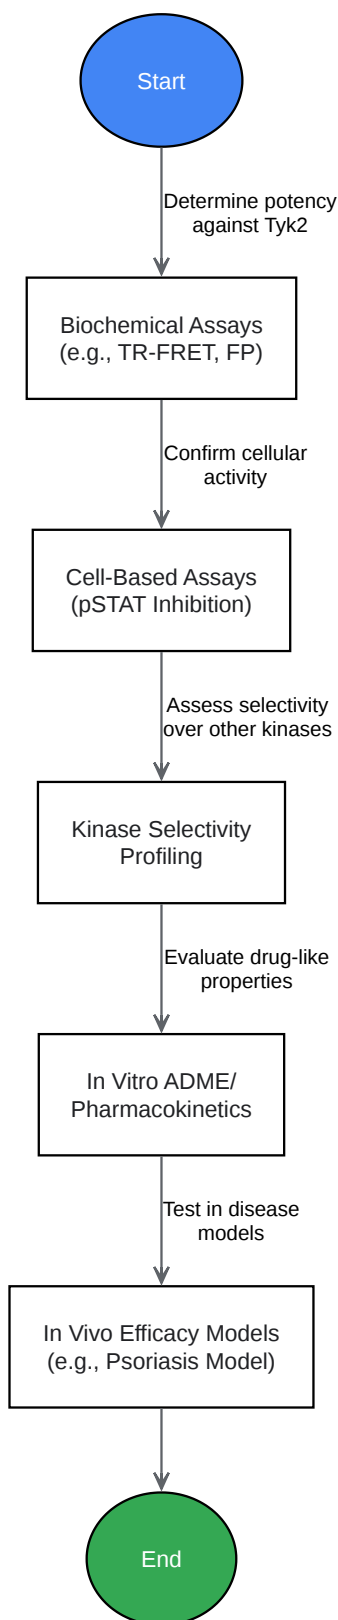 Start
Determine potency
against Tyk2
Biochemical Assays
(e.g., TR-FRET, FP)
Confirm cellular
activity
Cell-Based Assays
(pSTAT Inhibition)
Assess selectivity
over other kinases
Kinase Selectivity
Profiling
Evaluate drug-like
properties
In Vitro ADME/
Pharmacokinetics
Test in disease
models
In Vivo Efficacy Models
(e.g., Psoriasis Model)
End